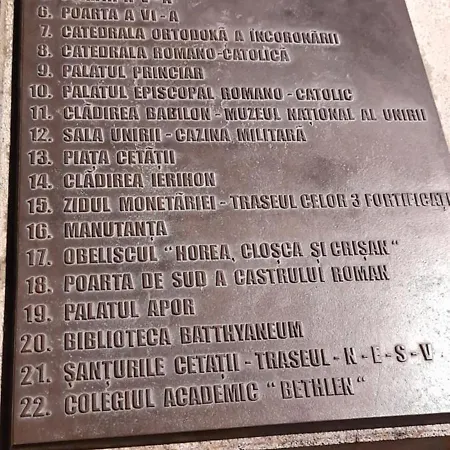 6. POARTA A VI - A
7. CATEDRALA ORTODOXĂ A ÎNCORONĂRII
8. CATEDRALA ROMANO-CATOLICĂ
9. PALATUL PRINCIAR
10. PALATUL EPISCOPAL ROMANO - CATOLIC
11. CLĂDIREA BABILON - MUZEUL NAȚIONAL AL UNIRII
12. SALA UNIRII - CAZINA MILITARĂ
13. PIAȚA CETĂȚII
14. CLĂDIREA IERIHON
15. ZIDUL MONETĂRIEI - TRASEUL CELOR 3 FORTIFICAȚI
16. MANUTANȚA
17. OBELISCUL "HOREA, CLOȘCA ȘI CRIȘAN"
18. POARTA DE SUD A CASTRULUI ROMAN
19. PALATUL APOR
20. BIBLIOTECA BATTHYANEUM
21. ȘANȚURILE CETĂȚII - TRASEUL - N - E - S - V
22. COLEGIUL ACADEMIC " BETHLEN "